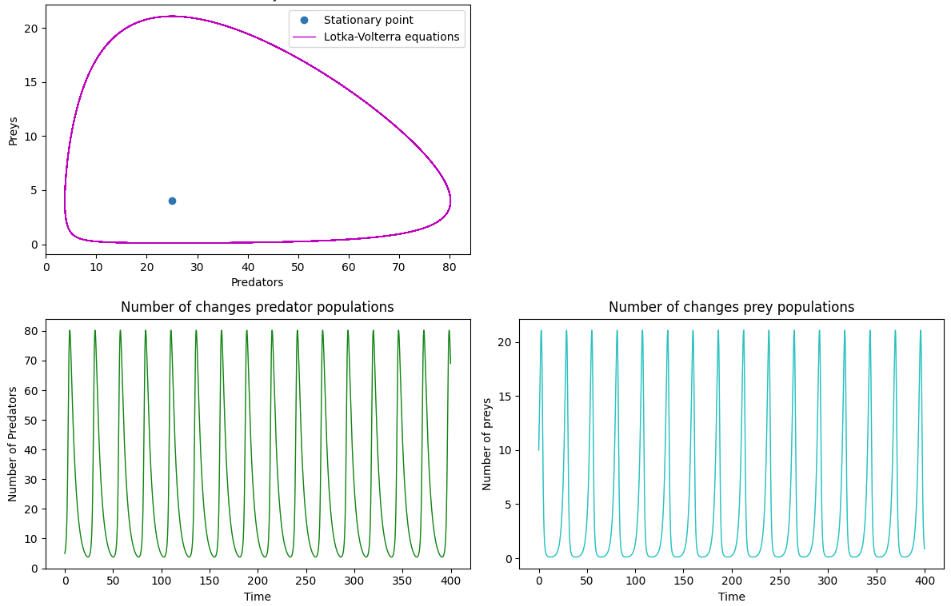 Stationary point
Lotka-Volterra equations
20
15
10
5
0
Preys
0 10 20 30 40 50 60 70 80
Predators
Number of changes predator populations
80
70
60
50
40
30
20
10
0
Number of Predators
0 50 100 150 200 250 300 350 400
Time
Number of changes prey populations
20
15
10
5
0
Number of preys
0 50 100 150 200 250 300 350 400
Time